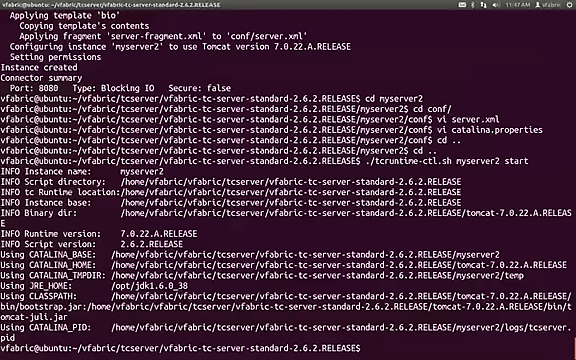 vfabric@ubuntu: ~/vfabric/tcserver/vfabric-tc-server-standard-2.6.2.RELEASE
11:47 AM vfabric
Applying template 'bio'
Copying template's contents
Applying fragment 'server-fragment.xml' to 'conf/server.xml'
Configuring instance 'myserver2' to use Tomcat version 7.0.22.A.RELEASE
Setting permissions
Instance created
Connector summary
Port: 8080 Type: Blocking IO Secure: false
vfabric@ubuntu:~/vfabric/tcserver/vfabric-tc-server-standard-2.6.2.RELEASE$ cd myserver2
vfabric@ubuntu:~/vfabric/tcserver/vfabric-tc-server-standard-2.6.2.RELEASE/myserver2$ cd conf/
vfabric@ubuntu:~/vfabric/tcserver/vfabric-tc-server-standard-2.6.2.RELEASE/myserver2/conf$ vi server.xml
vfabric@ubuntu:~/vfabric/tcserver/vfabric-tc-server-standard-2.6.2.RELEASE/myserver2/conf$ vi catalina.properties
vfabric@ubuntu:~/vfabric/tcserver/vfabric-tc-server-standard-2.6.2.RELEASE/myserver2/conf$ cd ..
vfabric@ubuntu:~/vfabric/tcserver/vfabric-tc-server-standard-2.6.2.RELEASE/myserver2$ cd ..
vfabric@ubuntu:~/vfabric/tcserver/vfabric-tc-server-standard-2.6.2.RELEASE$ ./tcruntime-ctl.sh myserver2 start
INFO Instance name: myserver2
INFO Script directory: /home/vfabric/vfabric/tcserver/vfabric-tc-server-standard-2.6.2.RELEASE
INFO tc Runtime location:/home/vfabric/vfabric/tcserver/vfabric-tc-server-standard-2.6.2.RELEASE
INFO Instance base: /home/vfabric/vfabric/tcserver/vfabric-tc-server-standard-2.6.2.RELEASE
INFO Binary dir: /home/vfabric/vfabric/tcserver/vfabric-tc-server-standard-2.6.2.RELEASE/tomcat-7.0.22.A.RELEAS
E
INFO Runtime version: 7.0.22.A.RELEASE
INFO Script version: 2.6.2.RELEASE
Using CATALINA_BASE: /home/vfabric/vfabric/tcserver/vfabric-tc-server-standard-2.6.2.RELEASE/myserver2
Using CATALINA_HOME: /home/vfabric/vfabric/tcserver/vfabric-tc-server-standard-2.6.2.RELEASE/tomcat-7.0.22.A.RELEASE
Using CATALINA_TMPDIR: /home/vfabric/vfabric/tcserver/vfabric-tc-server-standard-2.6.2.RELEASE/myserver2/temp
Using JRE_HOME: /opt/jdk1.6.0_38
Using CLASSPATH: /home/vfabric/vfabric/tcserver/vfabric-tc-server-standard-2.6.2.RELEASE/tomcat-7.0.22.A.RELEASE/
bin/bootstrap.jar:/home/vfabric/vfabric/tcserver/vfabric-tc-server-standard-2.6.2.RELEASE/tomcat-7.0.22.A.RELEASE/bin/t
omcat-juli.jar
Using CATALINA_PID: /home/vfabric/vfabric/tcserver/vfabric-tc-server-standard-2.6.2.RELEASE/myserver2/logs/tcserver.
pid
vfabric@ubuntu:~/vfabric/tcserver/vfabric-tc-server-standard-2.6.2.RELEASE$